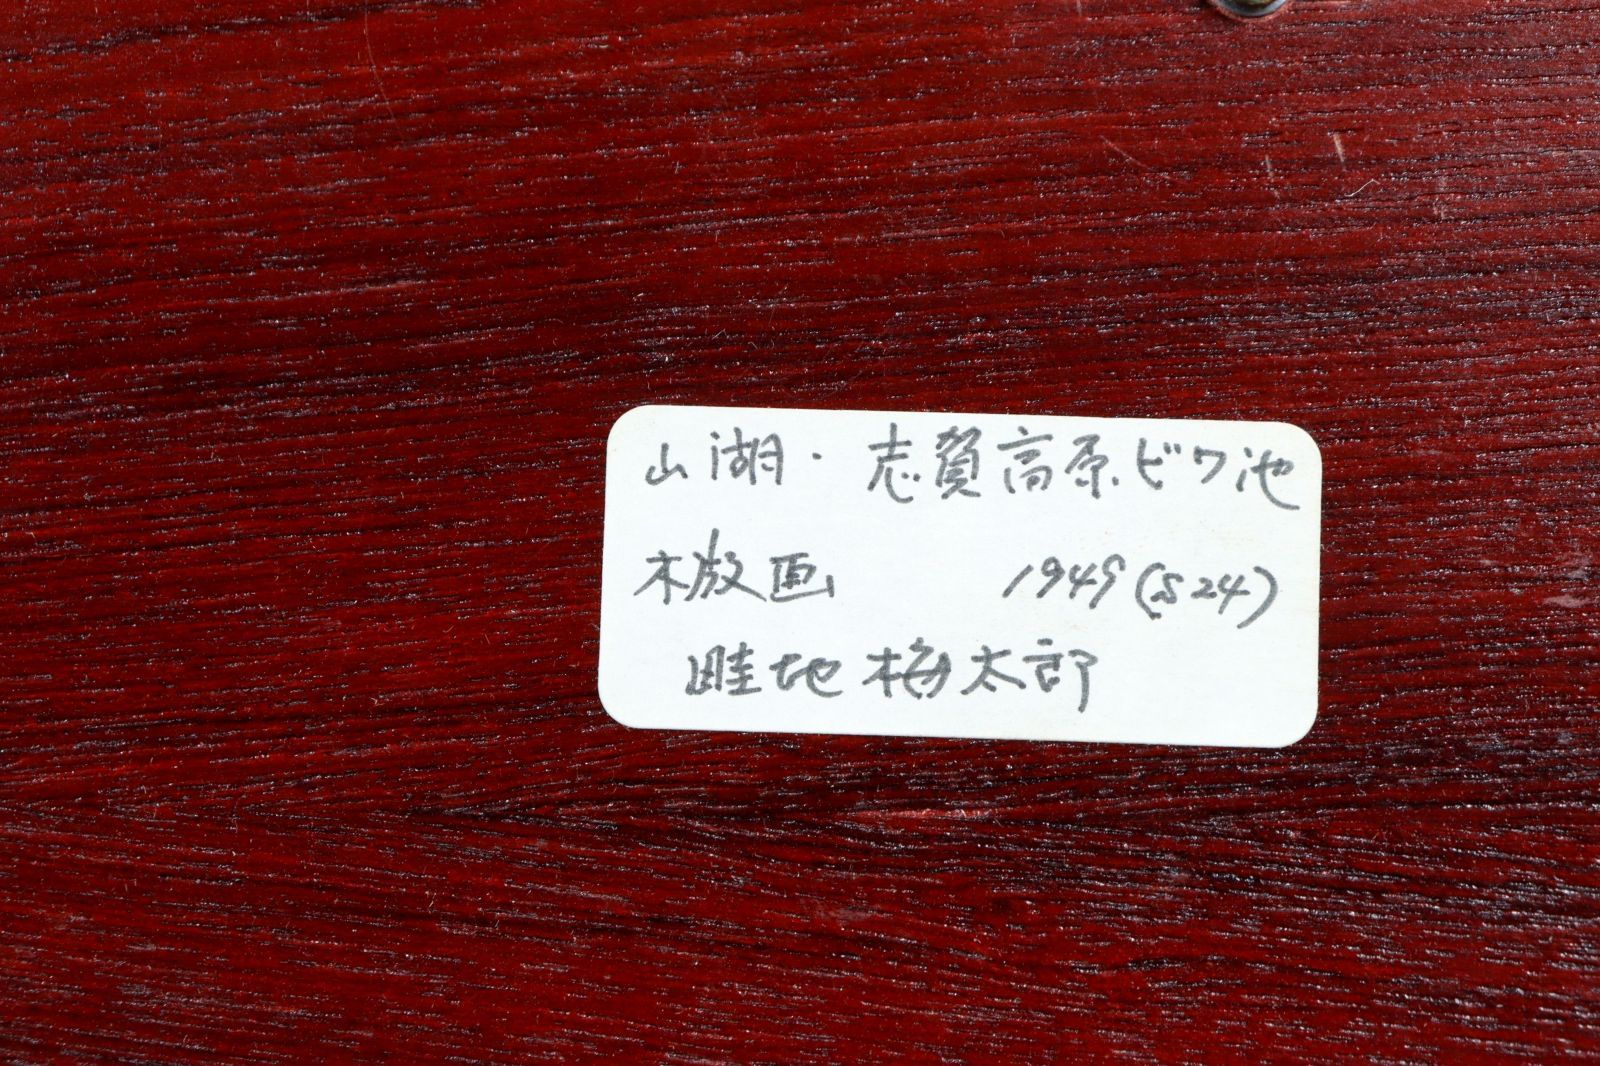 山湖・ 志賀高原ビワ池
木版画 1949(S24)
畦地梅太郎